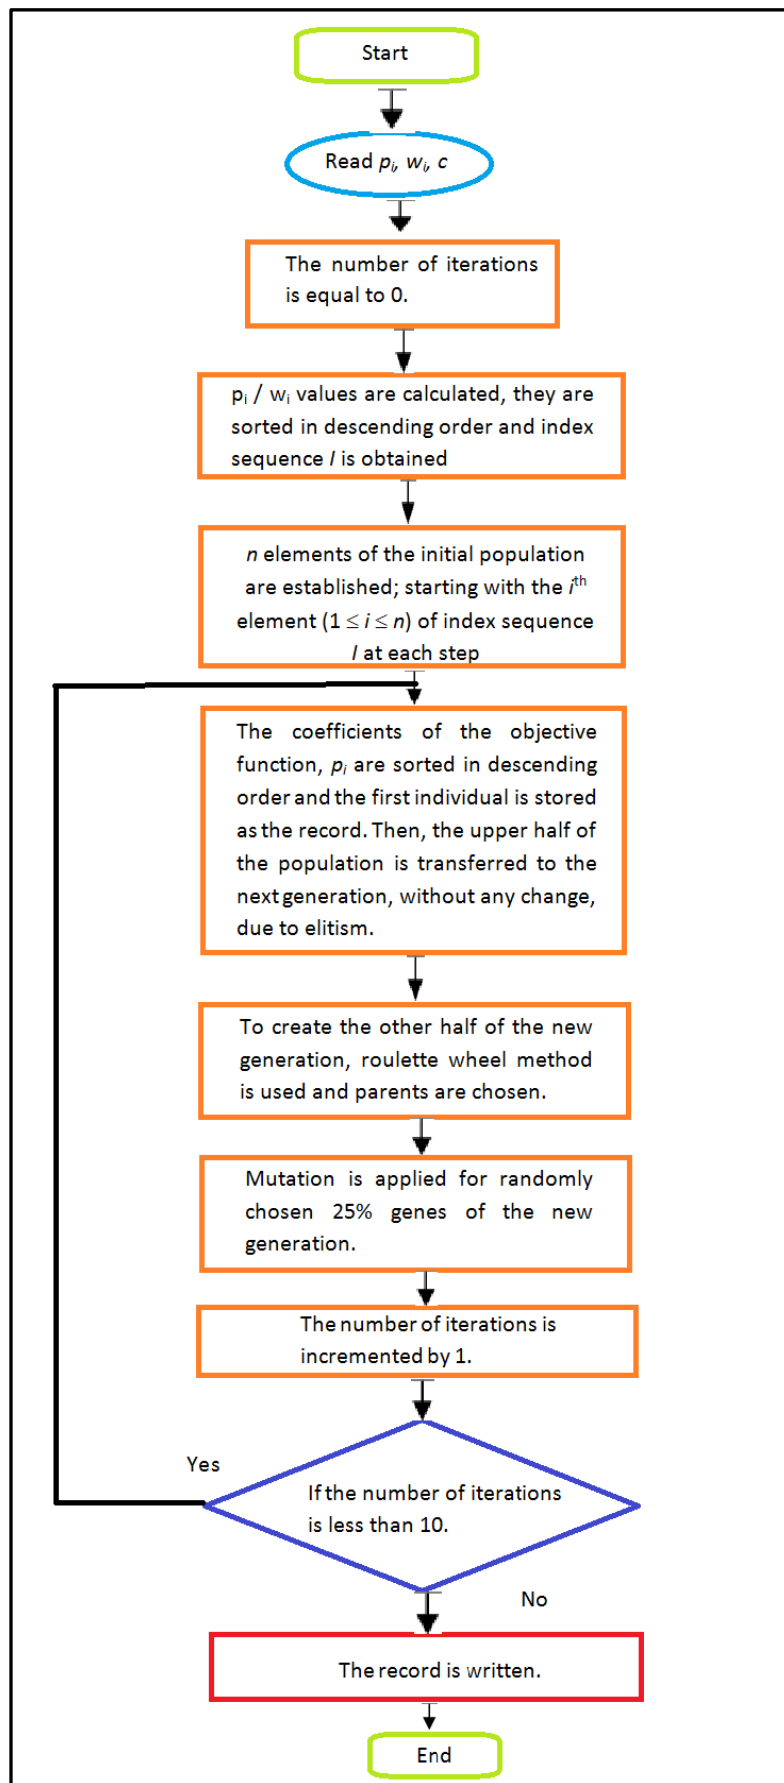 Start
Read pᵢ, wᵢ, c
The number of iterations
is equal to 0.
pᵢ / wᵢ values are calculated, they are
sorted in descending order and index
sequence I is obtained
n elements of the initial population
are established; starting with the iᵗʰ
element (1 ≤ i ≤ n) of index sequence
I at each step
The coefficients of the objective
function, pᵢ are sorted in descending
order and the first individual is stored
as the record. Then, the upper half of
the population is transferred to the
next generation, without any change,
due to elitism.
To create the other half of the new
generation, roulette wheel method
is used and parents are chosen.
Mutation is applied for randomly
chosen 25% genes of the new
generation.
The number of iterations is
incremented by 1.
Yes
If the number of iterations
is less than 10.
No
The record is written.
End